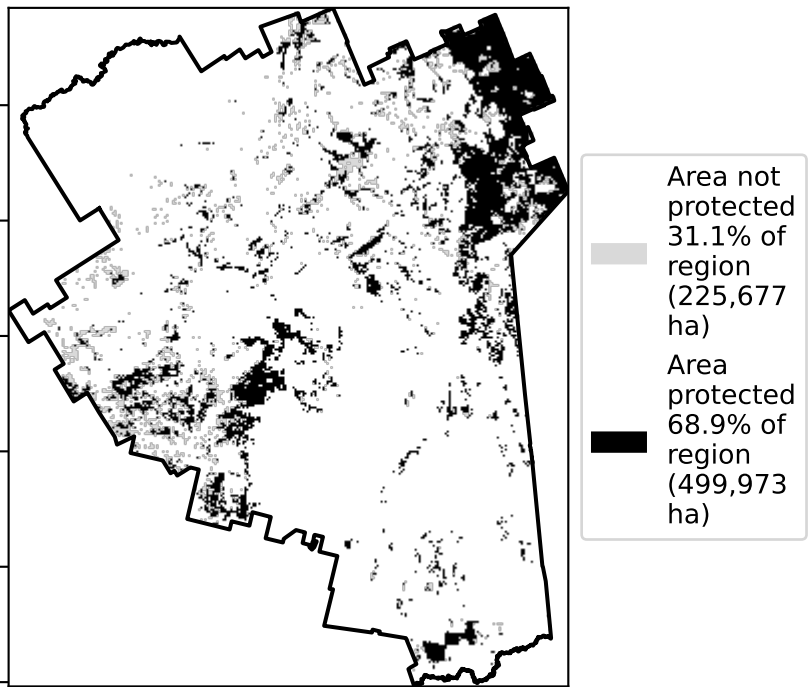 Area not
protected
31.1% of
region
(225,677
ha)
Area
protected
68.9% of
region
(499,973
ha)